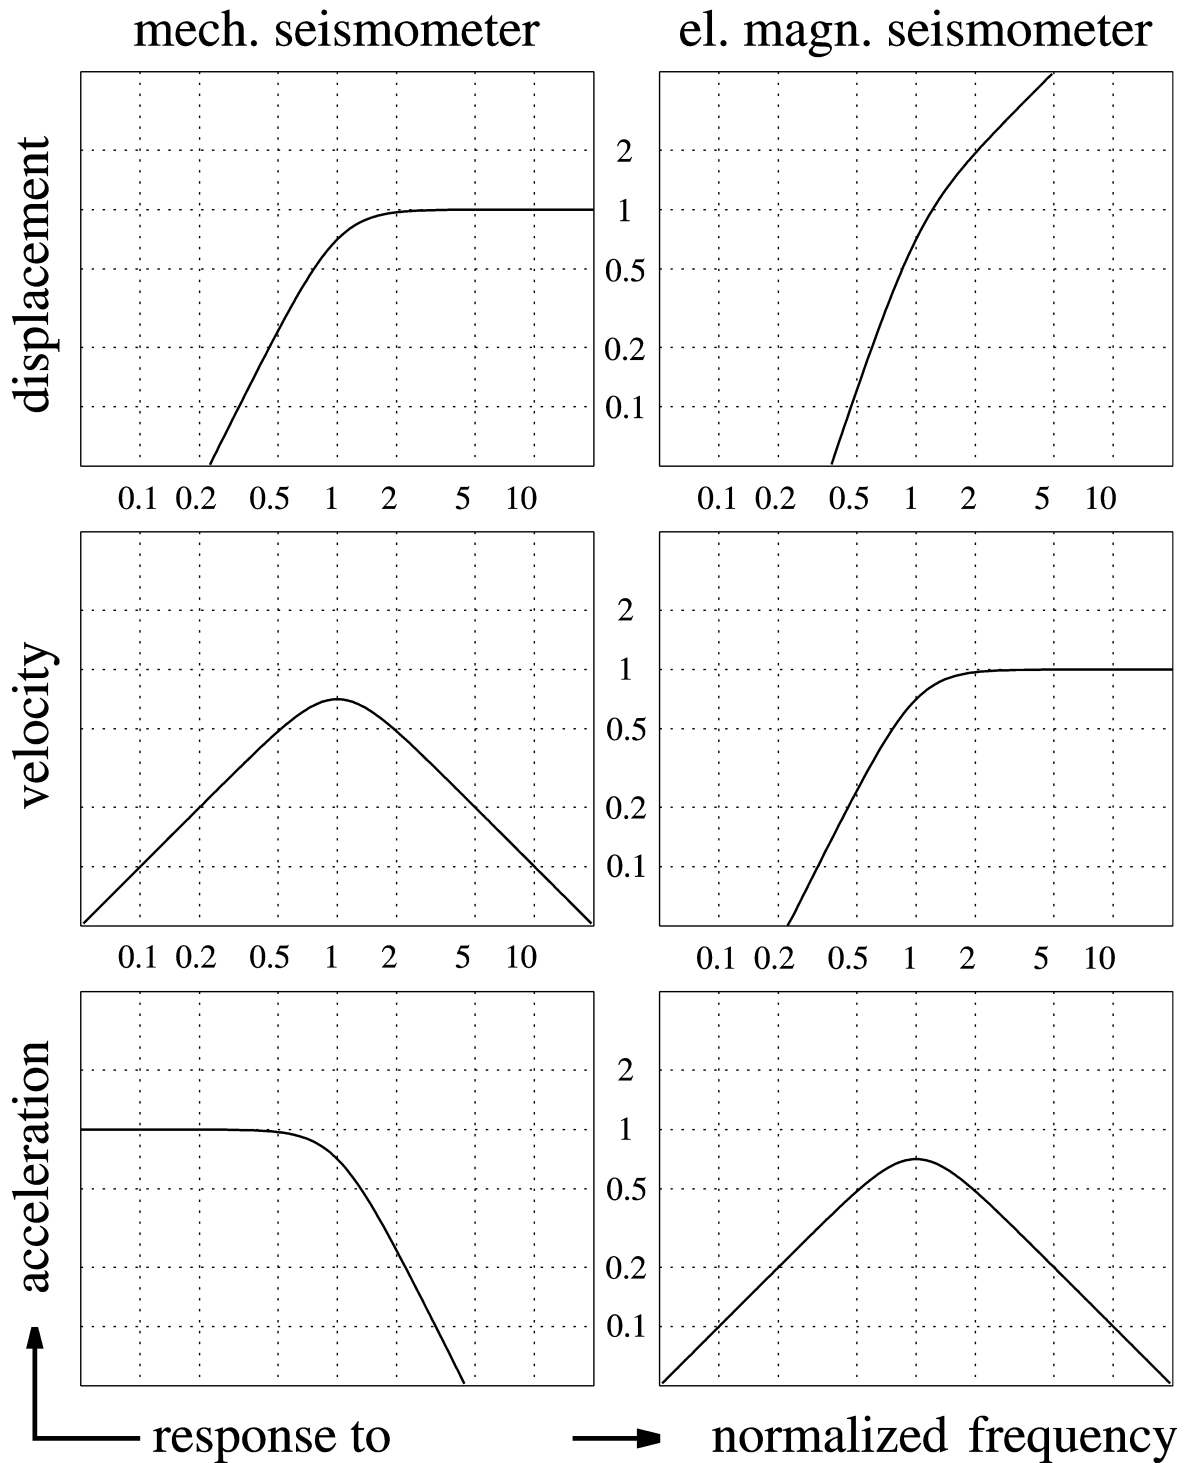 mech. seismometer
el. magn. seismometer
displacement
2
1
0.5
0.2
0.1
0.1 0.2 0.5 1 2 5 10
0.1 0.2 0.5 1 2 5 10
velocity
2
1
0.5
0.2
0.1
0.1 0.2 0.5 1 2 5 10
0.1 0.2 0.5 1 2 5 10
acceleration
2
1
0.5
0.2
0.1
response to
normalized frequency